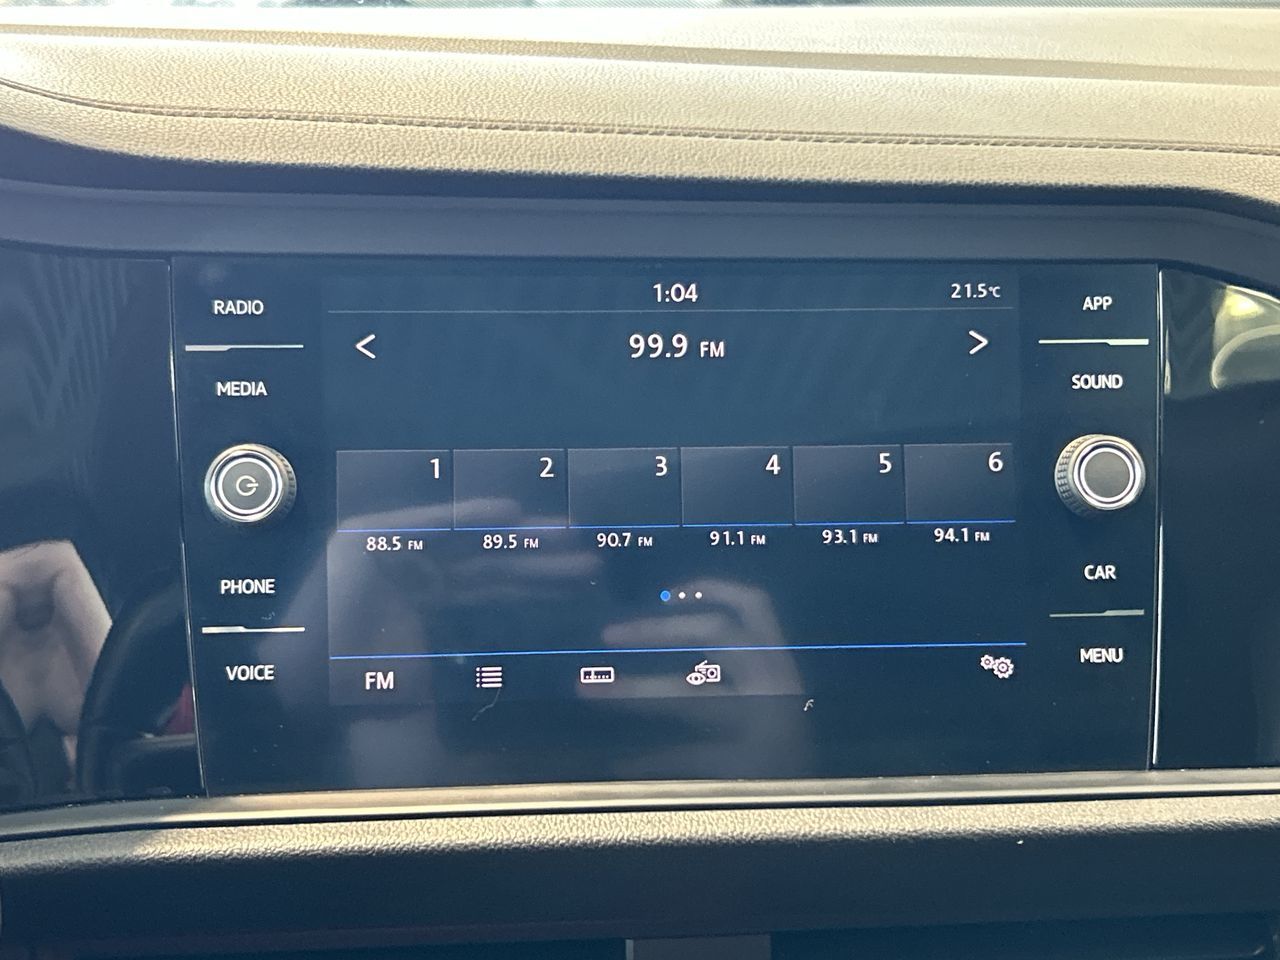 1:04 21.5°C
RADIO
APP
< 99.9 FM >
MEDIA
SOUND
1 2 3 4 5 6
88.5 FM 89.5 FM 90.7 FM 91.1 FM 93.1 FM 94.1 FM
PHONE
CAR
VOICE
FM
MENU